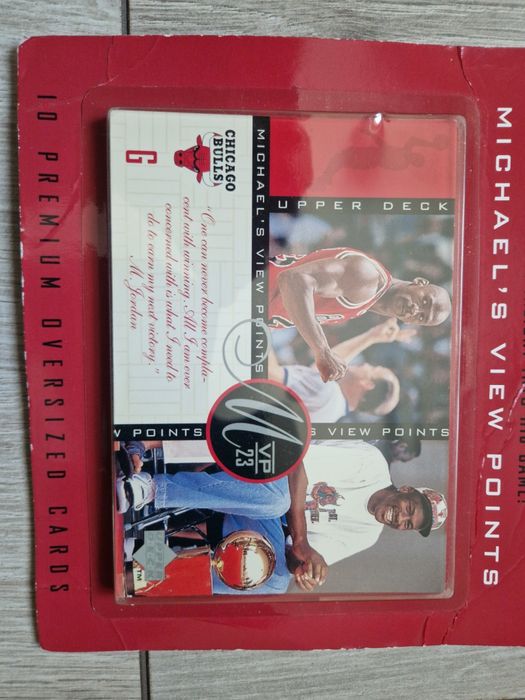 MICHAEL'S VIEW POINTS
UPPER DECK
MICHAEL'S VIEW POINTS
CHICAGO
BULLS
G
"One can never become compla-
cent with winning. All I am ever
concerned with is what I need to
do to earn my next victory."
M. Jordan
W POINTS
S VIEW POINTS
M
VP
23
TM
10 PREMIUM OVERSIZED CARDS